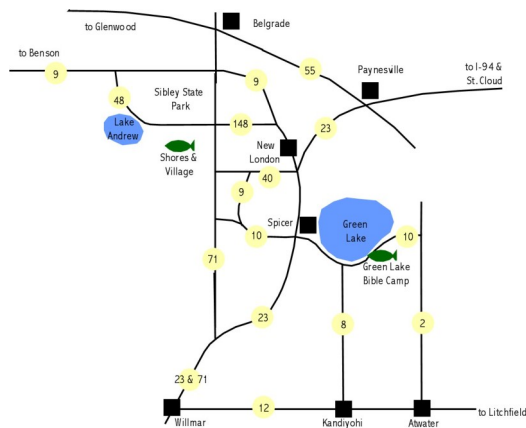 to Glenwood
Belgrade
to Benson
9
55
Paynesville
to I-94 &
St. Cloud
Sibley State
Park
9
48
148
23
Lake
Andrew
Shores &
Village
New
London
40
9
Spicer
Green
Lake
10
10
Green Lake
Bible Camp
71
23
8
2
23 & 71
12
to Litchfield
Willmar
Kandiyohi
Atwater